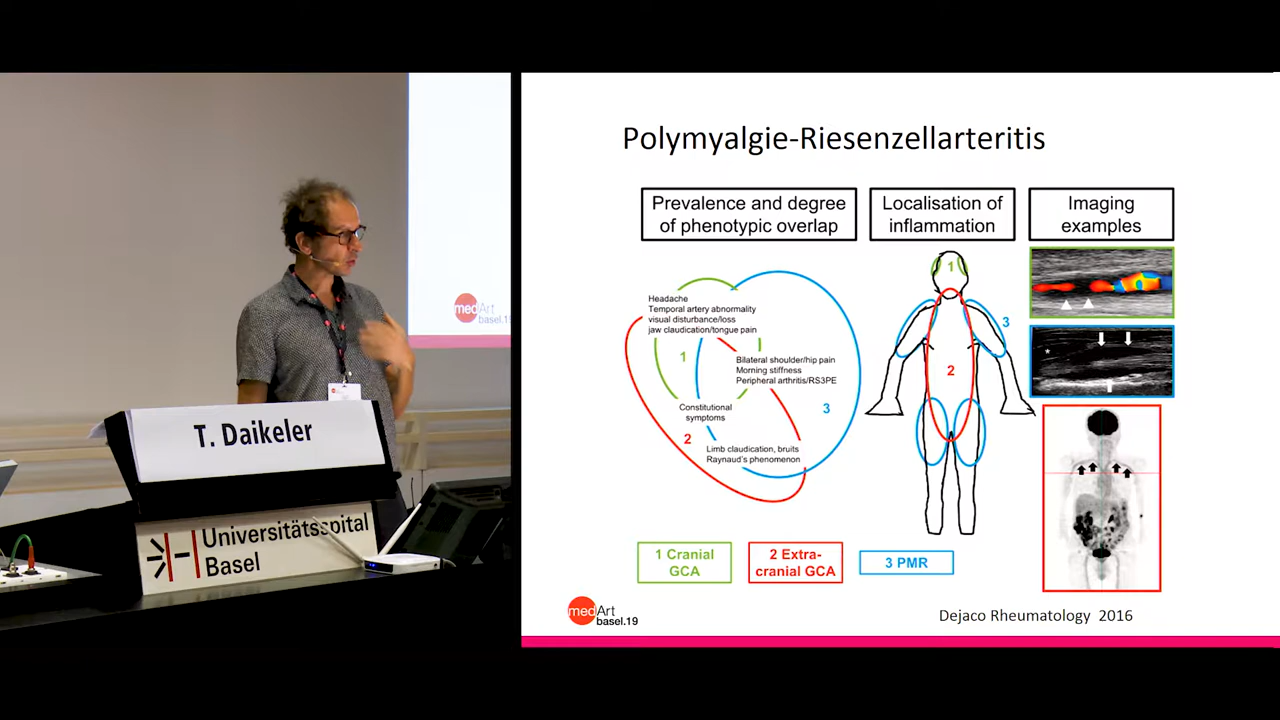 medArt
basel.19
T. Daikeler
Universitätsspital
Basel
Polymyalgie-Riesenzellarteritis
Prevalence and degree
of phenotypic overlap
Localisation of
inflammation
Imaging
examples
Headache
Temporal artery abnormality
visual disturbance/loss
jaw claudication/tongue pain
1
Bilateral shoulder/hip pain
Morning stiffness
Peripheral arthritis/RS3PE
3
Constitutional
symptoms
2
Limb claudication, bruits
Raynaud's phenomenon
1
3
2
*
1 Cranial
GCA
2 Extra-
cranial GCA
3 PMR
medArt
basel.19
Dejaco Rheumatology 2016